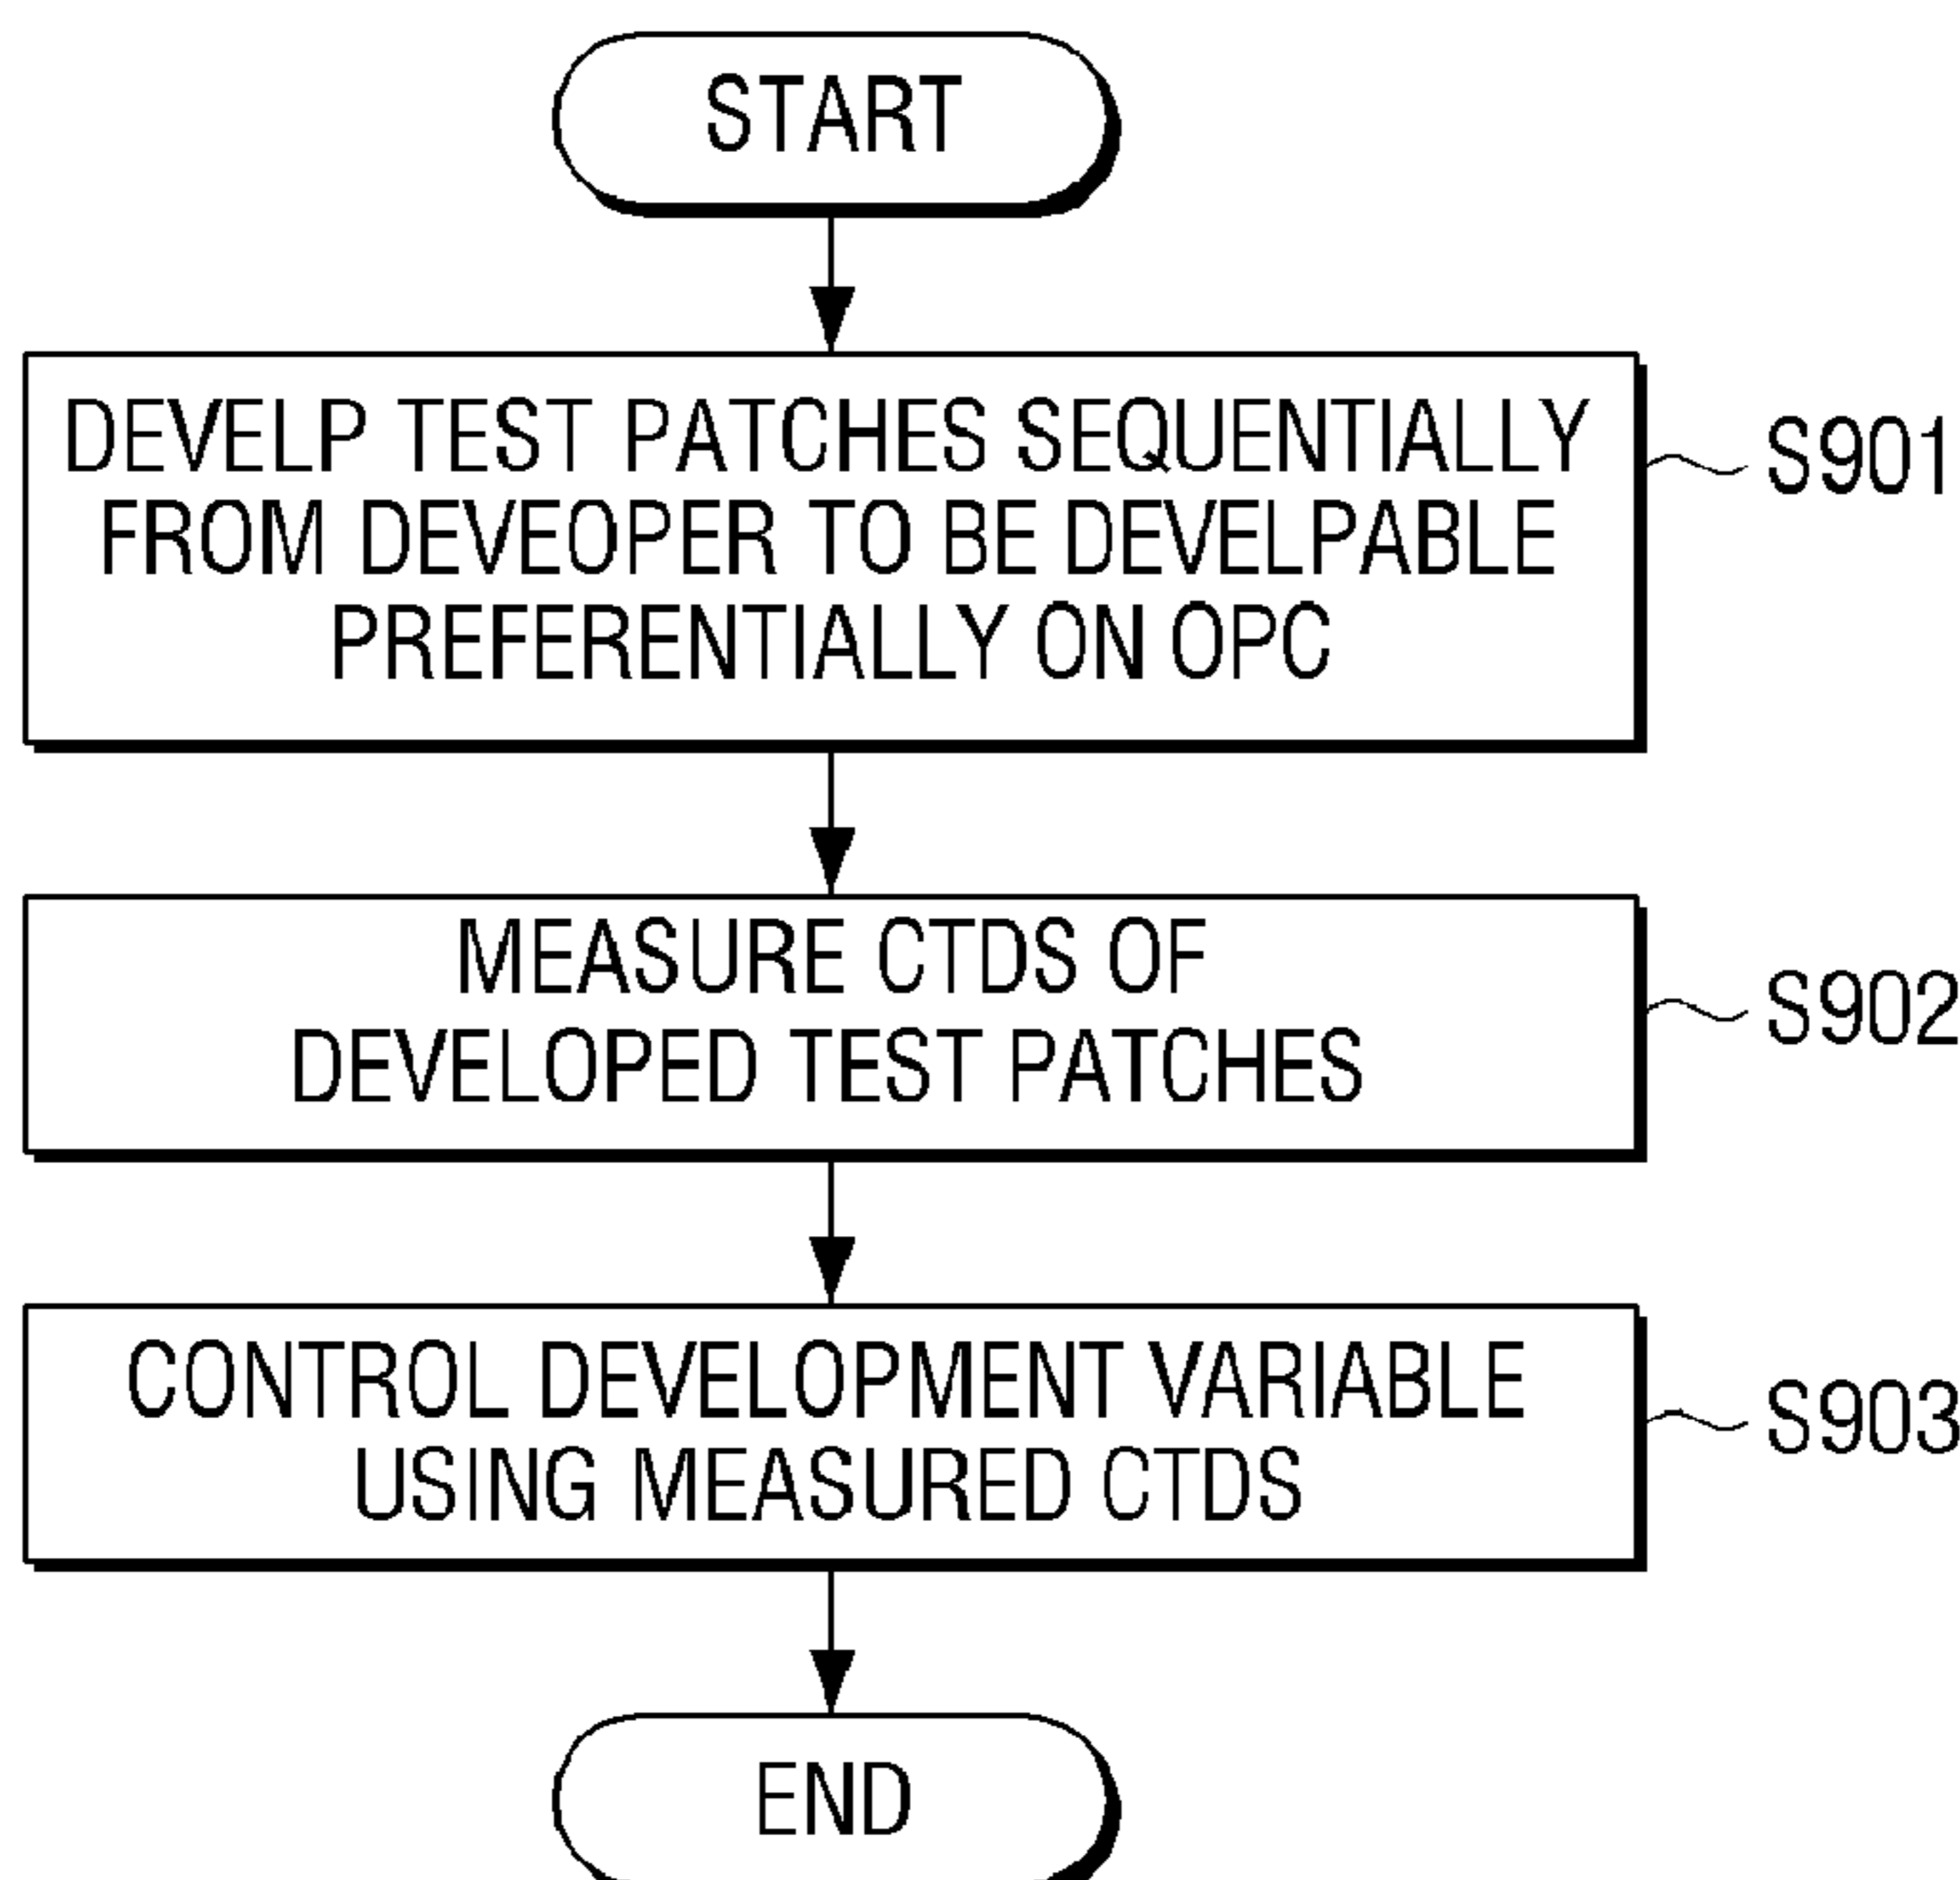 START
DEVELP TEST PATCHES SEQUENTIALLY
FROM DEVEOPER TO BE DEVELPABLE
PREFERENTIALLY ON OPC
S901
MEASURE CTDS OF
DEVELOPED TEST PATCHES
S902
CONTROL DEVELOPMENT VARIABLE
USING MEASURED CTDS
S903
END